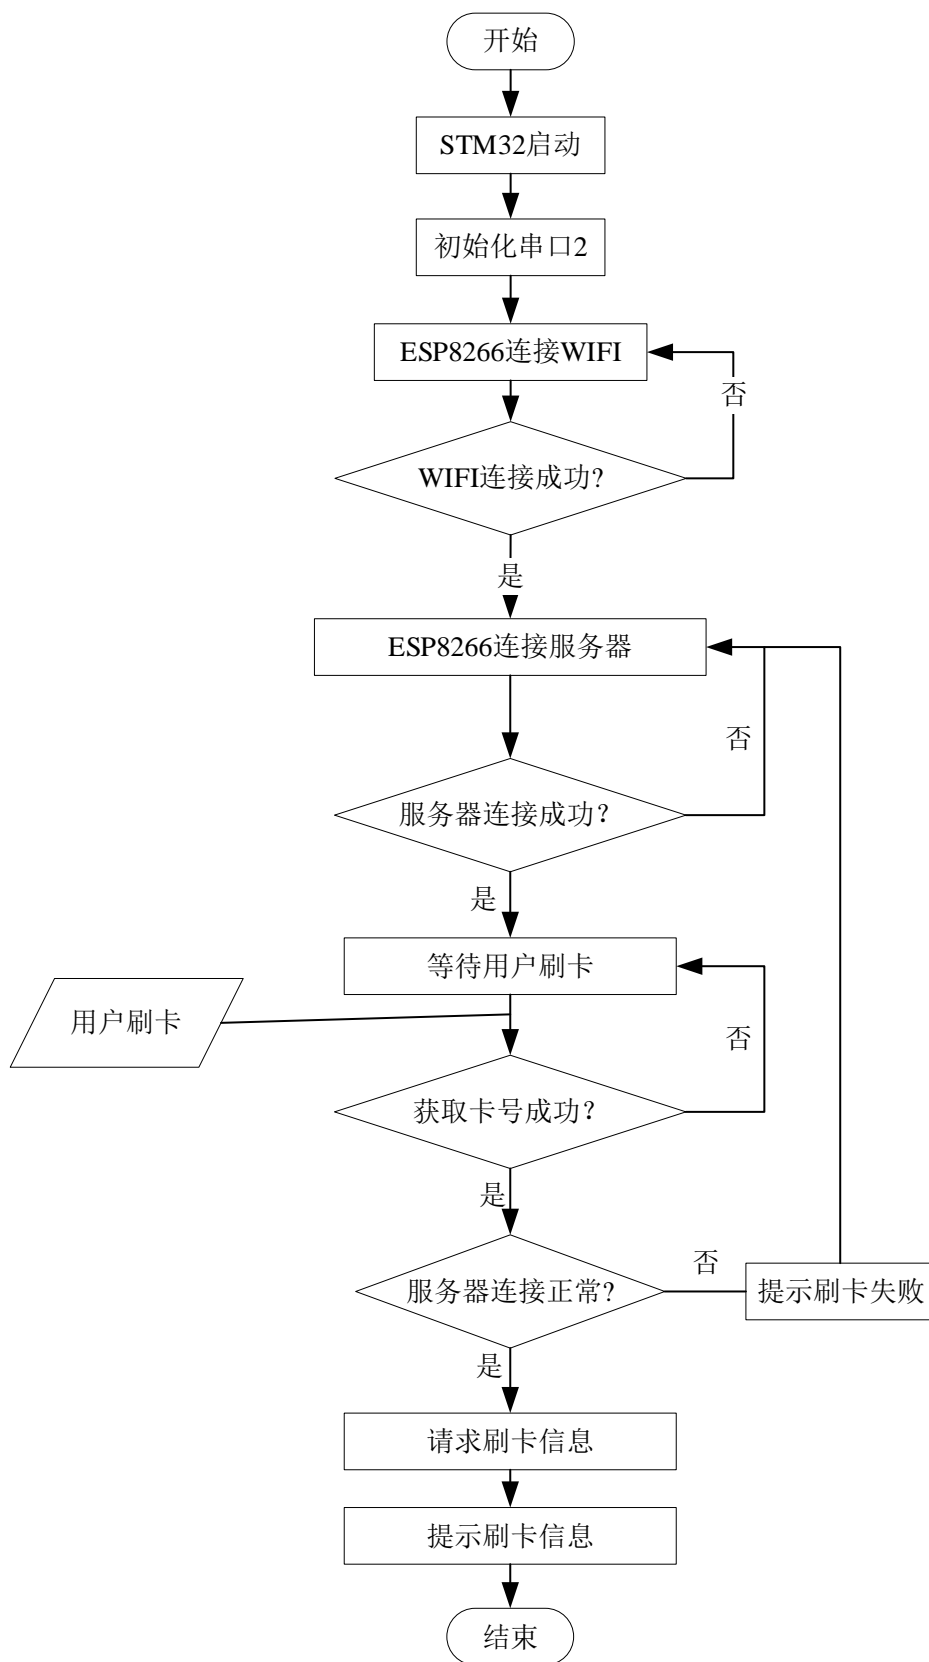 开始
STM32启动
初始化串口2
ESP8266连接WIFI
否
WIFI连接成功?
是
ESP8266连接服务器
否
服务器连接成功?
是
等待用户刷卡
用户刷卡
否
获取卡号成功?
是
服务器连接正常?
否
提示刷卡失败
是
请求刷卡信息
提示刷卡信息
结束